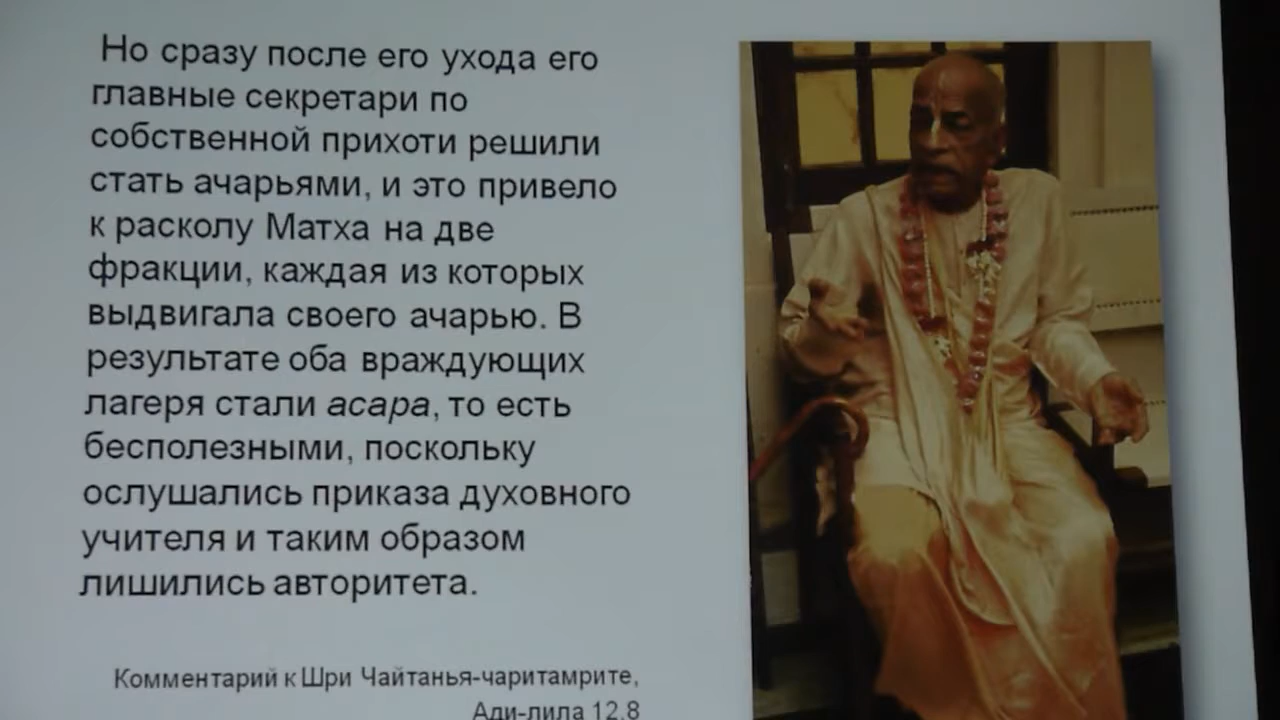 Но сразу после его ухода его
главные секретари по
собственной прихоти решили
стать ачарьями, и это привело
к расколу Матха на две
фракции, каждая из которых
выдвигала своего ачарью. В
результате оба враждующих
лагеря стали асара, то есть
бесполезными, поскольку
ослушались приказа духовного
учителя и таким образом
лишились авторитета.
Комментарий к Шри Чайтанья-чаритамрите,
Ади-лила 12.8